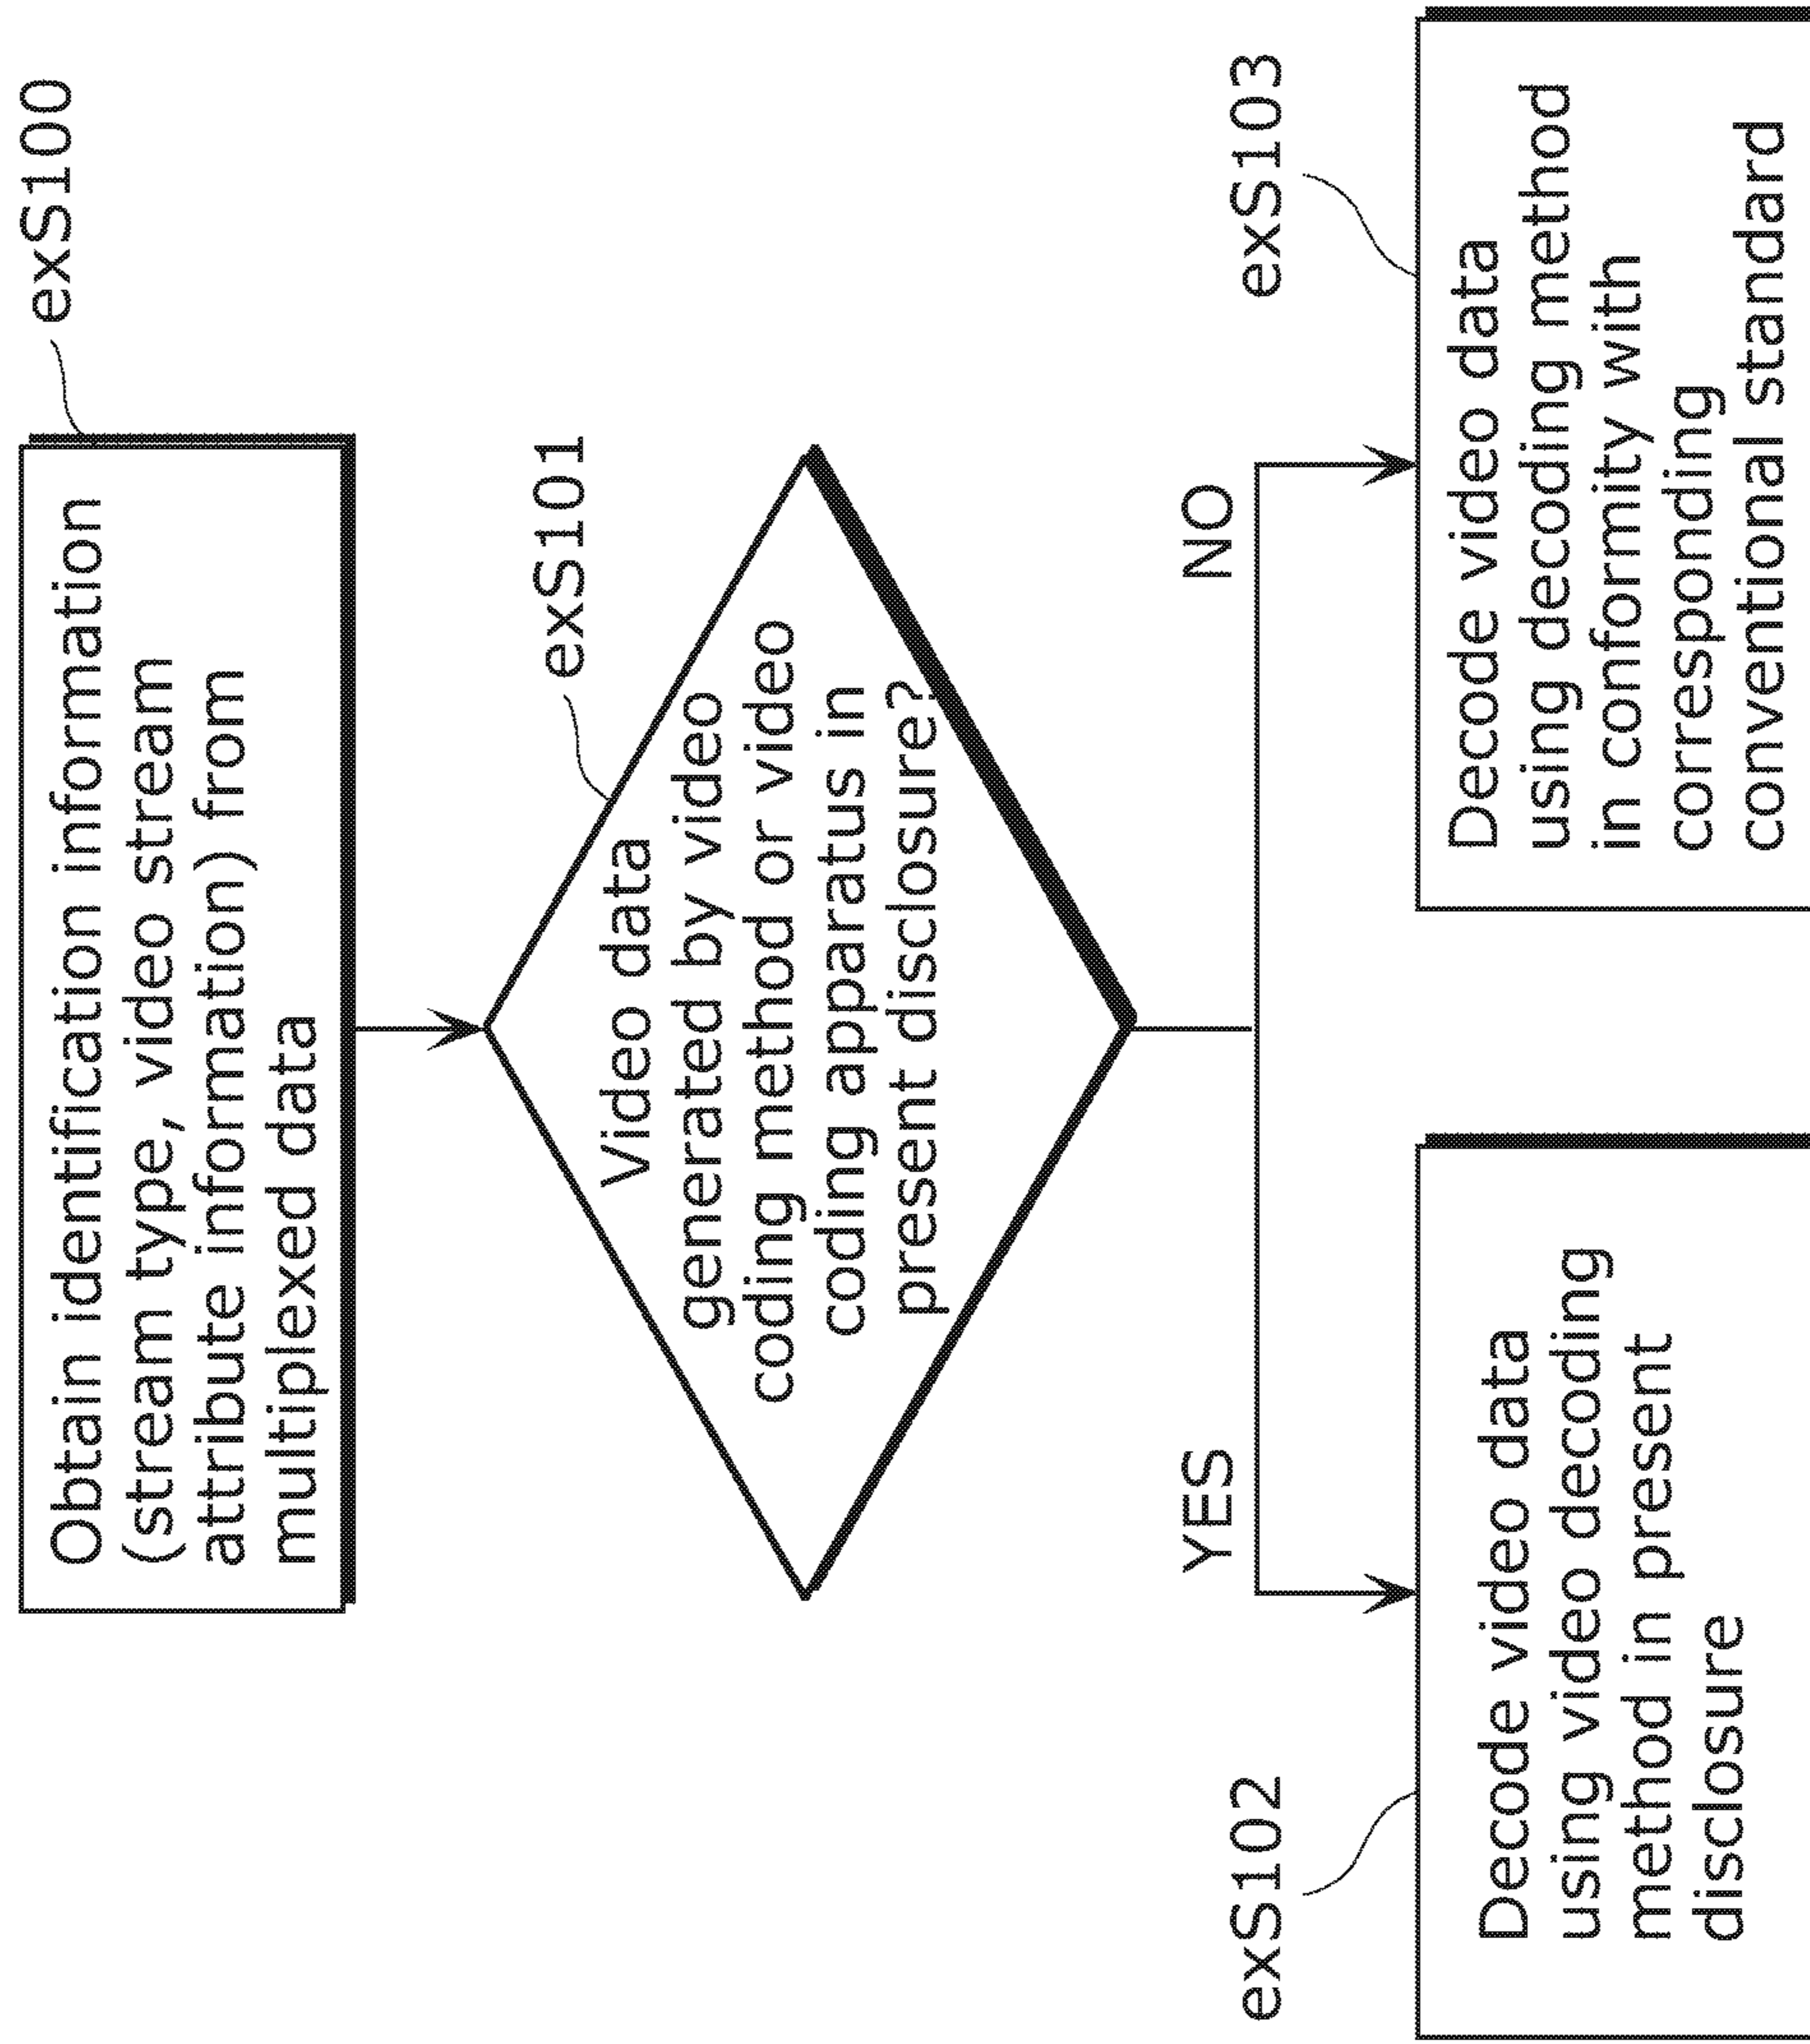 exS100
Obtain identification information
(stream type, video stream
attribute information) from
multiplexed data
exS101
Video data
generated by video
coding method or video
coding apparatus in
present disclosure?
YES
NO
exS102
Decode video data
using video decoding
method in present
disclosure
exS103
Decode video data
using decoding method
in conformity with
corresponding
conventional standard